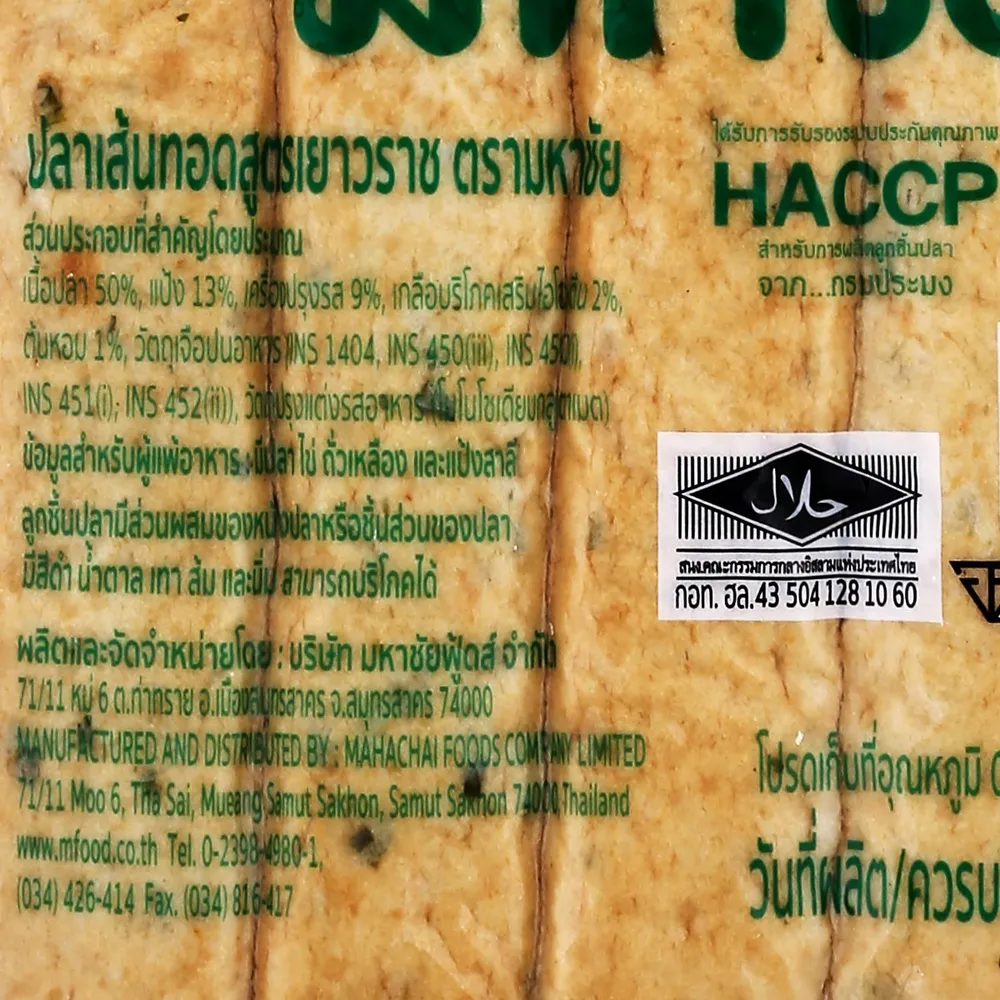 ปลาเส้นทอดสูตรเยาวราช ตรามหาชัย
ส่วนประกอบที่สำคัญโดยประมาณ
เนื้อปลา 50%, แป้ง 13%, เครื่องปรุงรส 9%, เกลือบริโภคเสริมไอโอดีน 2%,
ต้นหอม 1%, วัตถุเจือปนอาหาร (INS 1404, INS 450(iii), INS 450(i),
INS 451(i), INS 452(ii)), วัตถุปรุงแต่งรสอาหาร (โมโนโซเดียมกลูตาเมต)
ข้อมูลสำหรับผู้แพ้อาหาร : มีปลา ไข่ ถั่วเหลือง และแป้งสาลี
ลูกชิ้นปลามีส่วนผสมของหนังปลาหรือชิ้นส่วนของปลา
มีสีดำ น้ำตาล เทา ส้ม และนิ่ม สามารถบริโภคได้
ผลิตและจัดจำหน่ายโดย : บริษัท มหาชัยฟู้ดส์ จำกัด
71/11 หมู่ 6 ต.ท่าทราย อ.เมืองสมุทรสาคร จ.สมุทรสาคร 74000
MANUFACTURED AND DISTRIBUTED BY : MAHACHAI FOODS COMPANY LIMITED
71/11 Moo 6, Tha Sai, Mueang Samut Sakhon, Samut Sakhon 74000 Thailand
www.mfood.co.th Tel. 0-2398-4980-1,
(034) 426-414 Fax. (034) 816-417
ได้รับการรับรองระบบประกันคุณภาพ
HACCP
สำหรับการผลิตลูกชิ้นปลา
จาก...กรมประมง
حلال
สนง.คณะกรรมการกลางอิสลามแห่งประเทศไทย
กอท. ฮล. 43 504 128 10 60
โปรดเก็บที่อุณหภูมิ
วันที่ผลิต/ควรบ